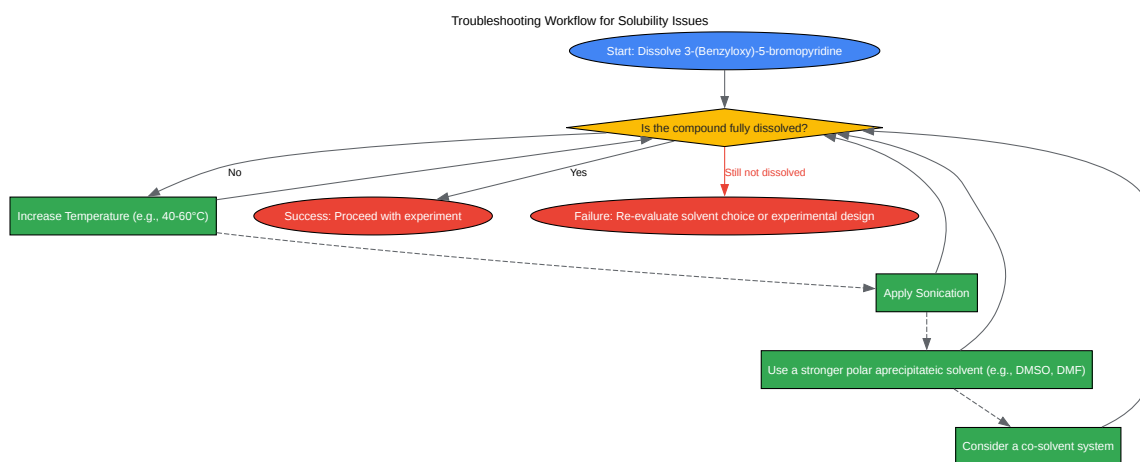 Troubleshooting Workflow for Solubility Issues
Start: Dissolve 3-(Benzyloxy)-5-bromopyridine
Is the compound fully dissolved?
No
Yes
Still not dissolved
Increase Temperature (e.g., 40-60°C)
Success: Proceed with experiment
Failure: Re-evaluate solvent choice or experimental design
Apply Sonication
Use a stronger polar aprecipitateic solvent (e.g., DMSO, DMF)
Consider a co-solvent system